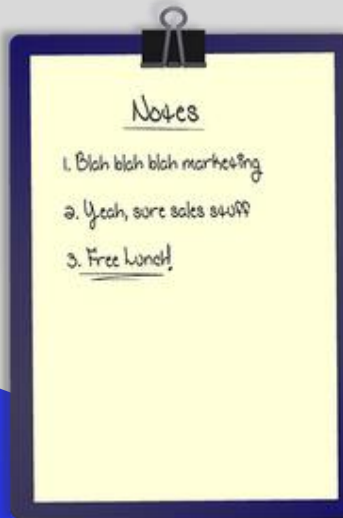 Notes
1. Blah blah blah marketing
2. Yeah, sure sales stuff
3. Free Lunch!